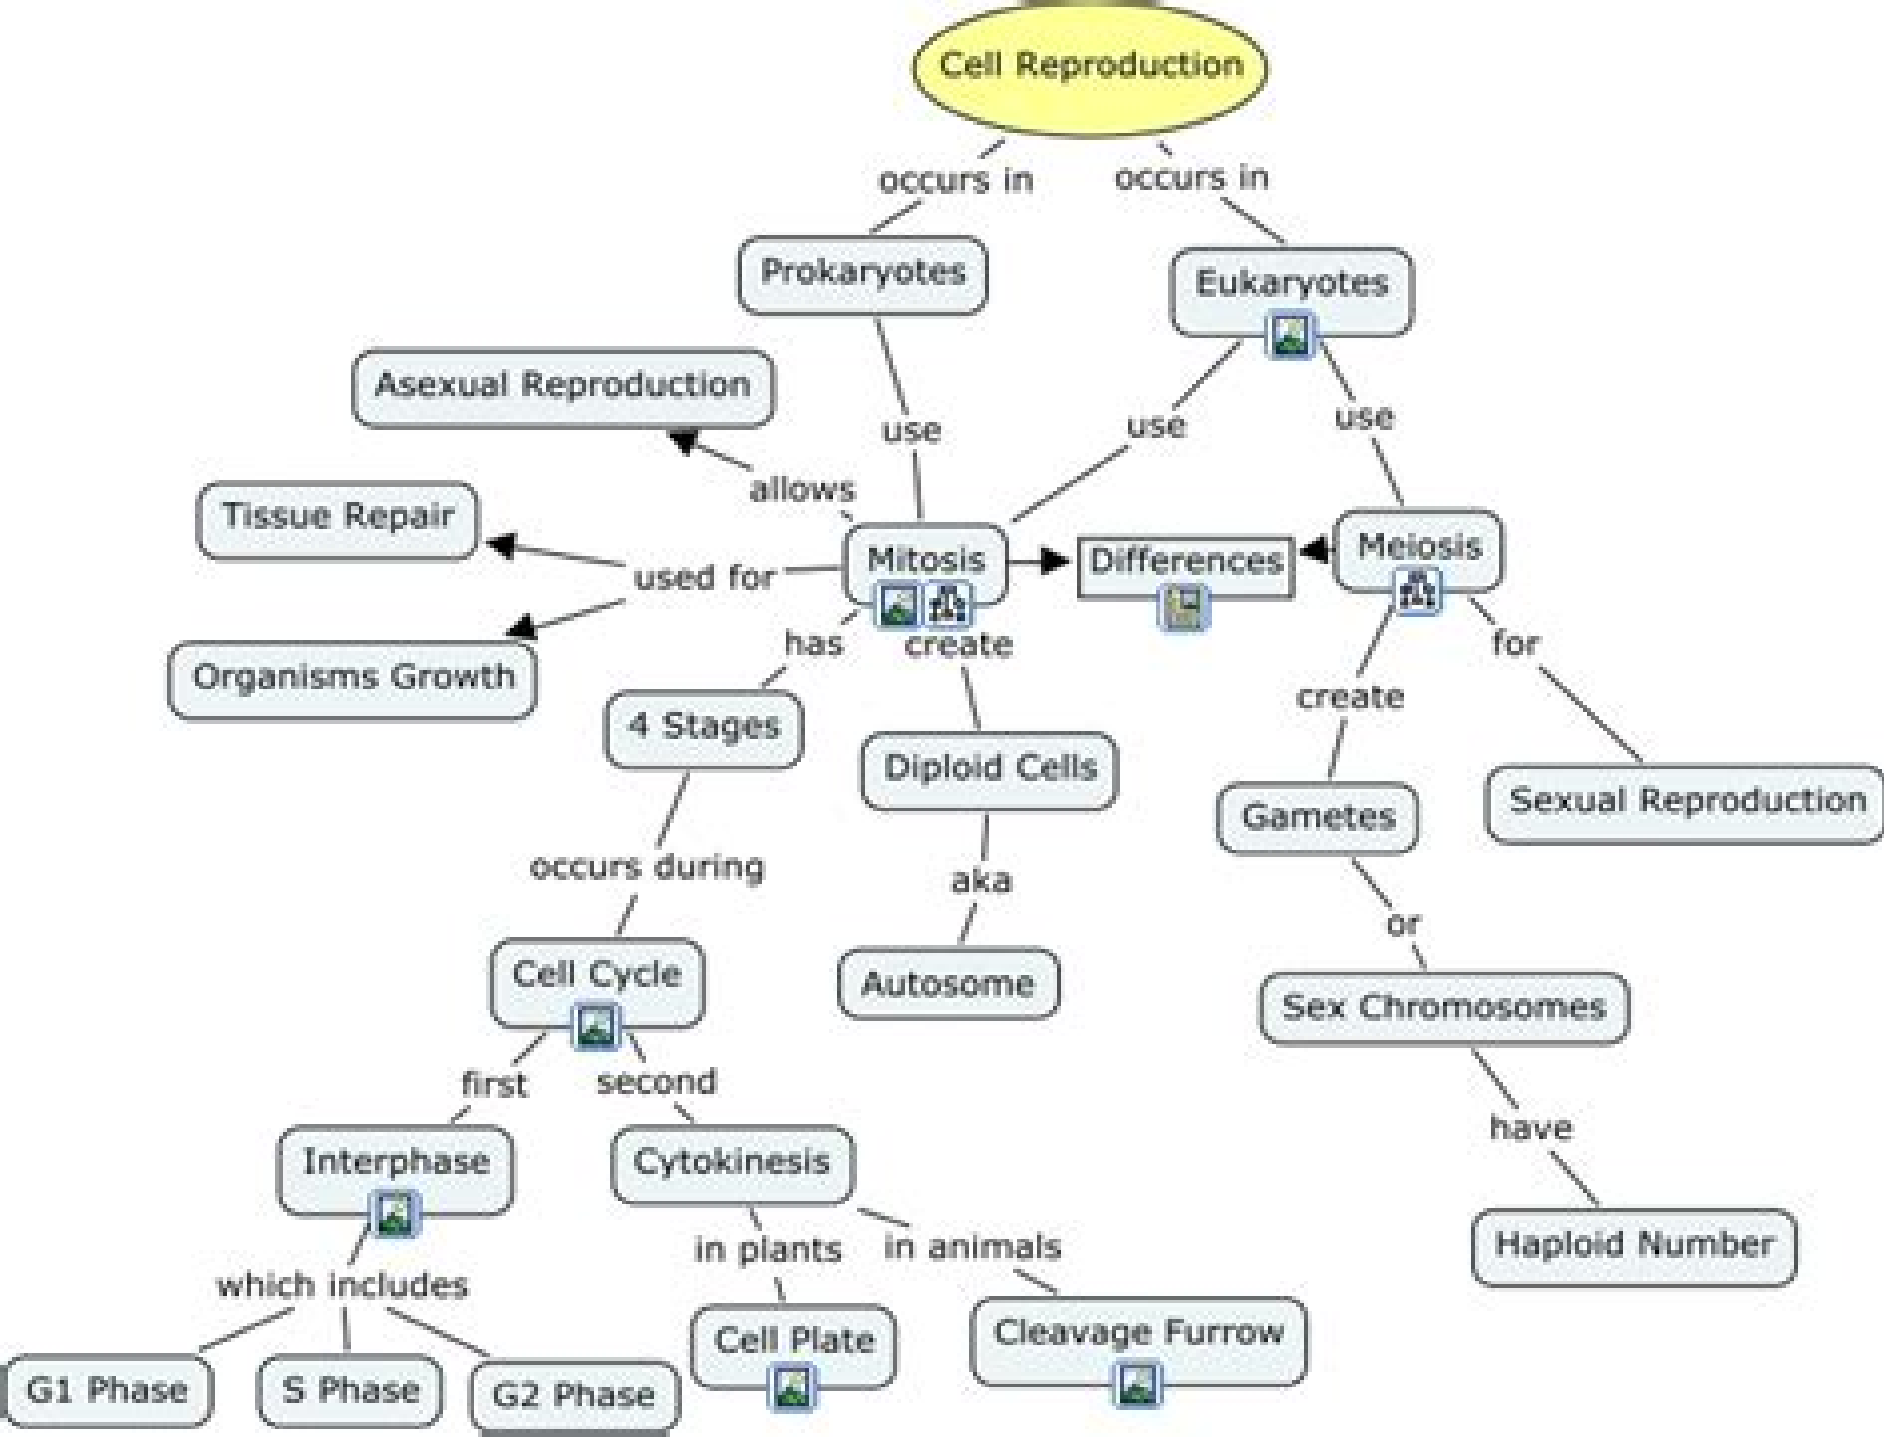 Cell Reproduction
occurs in
occurs in
Prokaryotes
Eukaryotes
Asexual Reproduction
use
use
use
allows
Tissue Repair
Mitosis
Differences
Meiosis
used for
has
create
for
Organisms Growth
create
4 Stages
Diploid Cells
Gametes
Sexual Reproduction
occurs during
aka
or
Cell Cycle
Autosome
Sex Chromosomes
first
second
have
Interphase
Cytokinesis
in plants
in animals
Haploid Number
which includes
Cell Plate
Cleavage Furrow
G1 Phase
S Phase
G2 Phase